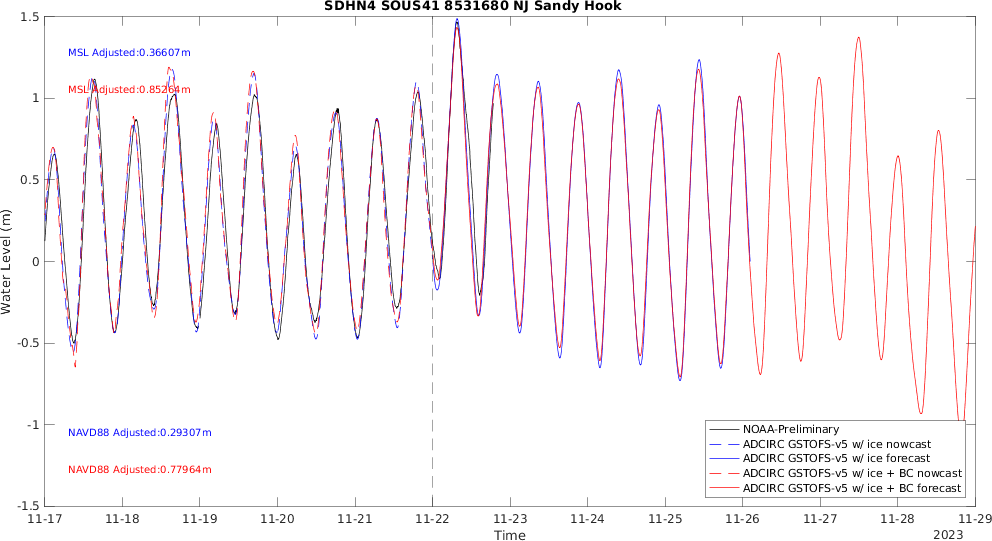 SDHN4 SOUS41 8531680 NJ Sandy Hook
1.5
MSL Adjusted:0.36607m
MSL Adjusted:0.85264m
1
0.5
0
-0.5
-1
-1.5
Water Level (m)
NAVD88 Adjusted:0.29307m
NAVD88 Adjusted:0.77964m
NOAA-Preliminary
ADCIRC GSTOFS-v5 w/ ice nowcast
ADCIRC GSTOFS-v5 w/ ice forecast
ADCIRC GSTOFS-v5 w/ ice + BC nowcast
ADCIRC GSTOFS-v5 w/ ice + BC forecast
11-17 11-18 11-19 11-20 11-21 11-22 11-23 11-24 11-25 11-26 11-27 11-28 11-29
Time
2023